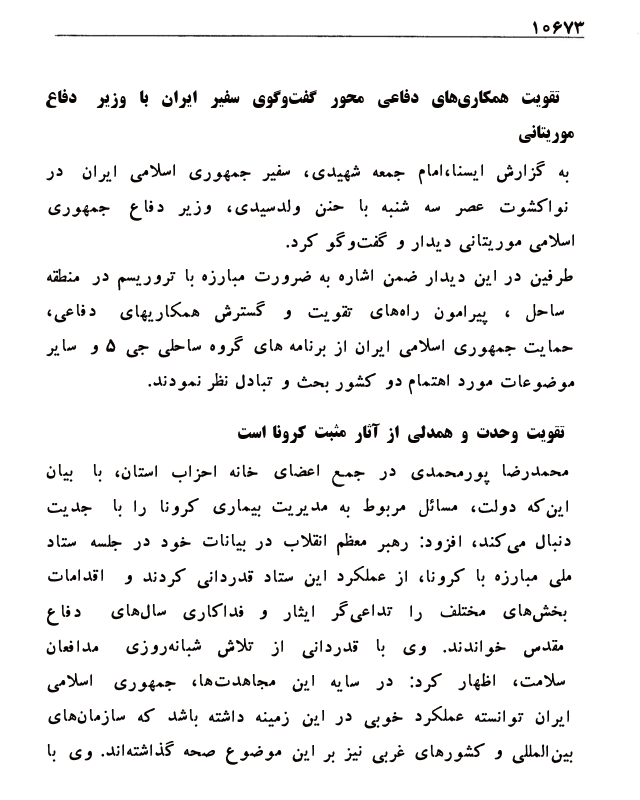 ۱۰۶۷۳
تقویت همکاری‌های دفاعی محور گفت‌وگوی سفیر ایران با وزیر دفاع
موریتانی
به گزارش ایسنا،امام جمعه شهیدی، سفیر جمهوری اسلامی ایران در
نواکشوت عصر سه شنبه با حنن ولدسیدی، وزیر دفاع جمهوری
اسلامی موریتانی دیدار و گفت‌وگو کرد.
طرفین در این دیدار ضمن اشاره به ضرورت مبارزه با تروریسم در منطقه
ساحل ، پیرامون راه‌های تقویت و گسترش همکاریهای دفاعی،
حمایت جمهوری اسلامی ایران از برنامه های گروه ساحلی جی ۵ و سایر
موضوعات مورد اهتمام دو کشور بحث و تبادل نظر نمودند.
تقویت وحدت و همدلی از آثار مثبت کرونا است
محمدرضا پورمحمدی در جمع اعضای خانه احزاب استان، با بیان
این‌که دولت، مسائل مربوط به مدیریت بیماری کرونا را با جدیت
دنبال می‌کند، افزود: رهبر معظم انقلاب در بیانات خود در جلسه ستاد
ملی مبارزه با کرونا، از عملکرد این ستاد قدردانی کردند و اقدامات
بخش‌های مختلف را تداعی‌گر ایثار و فداکاری سال‌های دفاع
مقدس خواندند. وی با قدردانی از تلاش شبانه‌روزی مدافعان
سلامت، اظهار کرد: در سایه این مجاهدت‌ها، جمهوری اسلامی
ایران توانسته عملکرد خوبی در این زمینه داشته باشد که سازمان‌های
بین‌المللی و کشورهای غربی نیز بر این موضوع صحه گذاشته‌اند. وی با